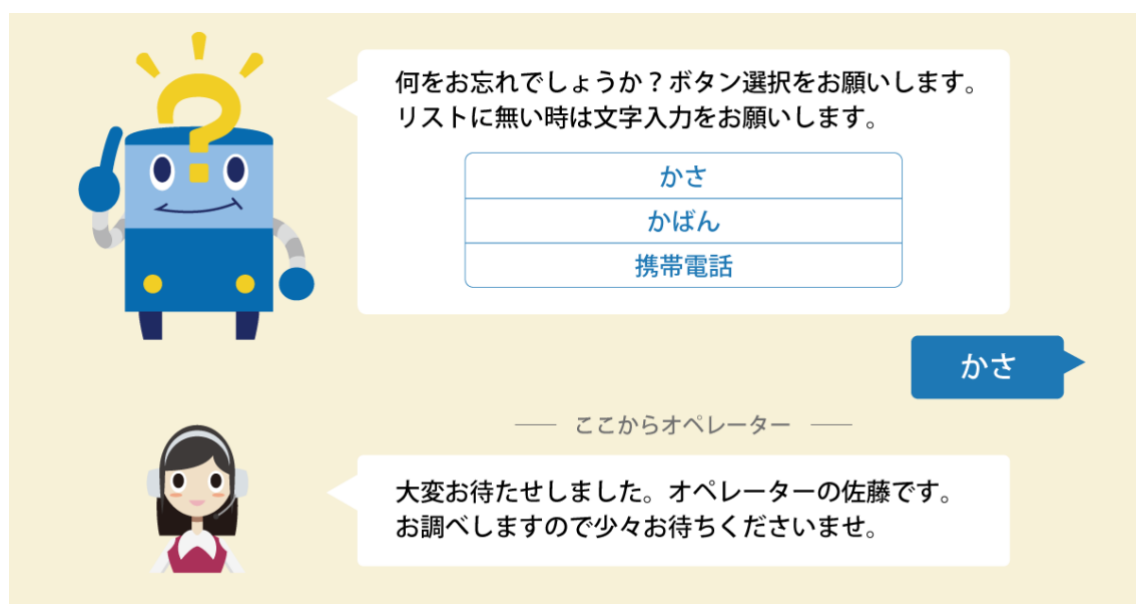 何をお忘れでしょうか？ボタン選択をお願いします。
リストに無い時は文字入力をお願いします。
かさ
かばん
携帯電話
かさ
ここからオペレーター
大変お待たせしました。オペレーターの佐藤です。
お調べしますので少々お待ちくださいませ。